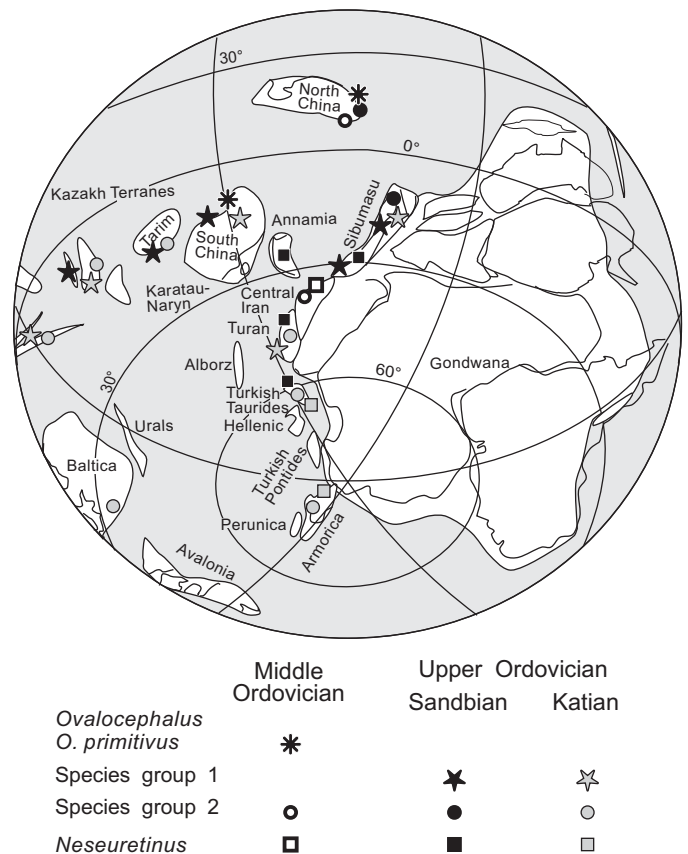 30°
North
China
0°
Kazakh Terranes
Tarim
South
China
Annamia
Sibumasu
Karatau-
Naryn
Central
Iran
Turan
Alborz
30°
60°
Gondwana
Turkish
Taurides
Hellenic
Urals
Baltica
Turkish
Pontides
Perunica
Armorica
Avalonia
Middle
Ordovician
Upper Ordovician
Sandbian Katian
Ovalocephalus
O. primitivus
Species group 1
Species group 2
Neseuretinus